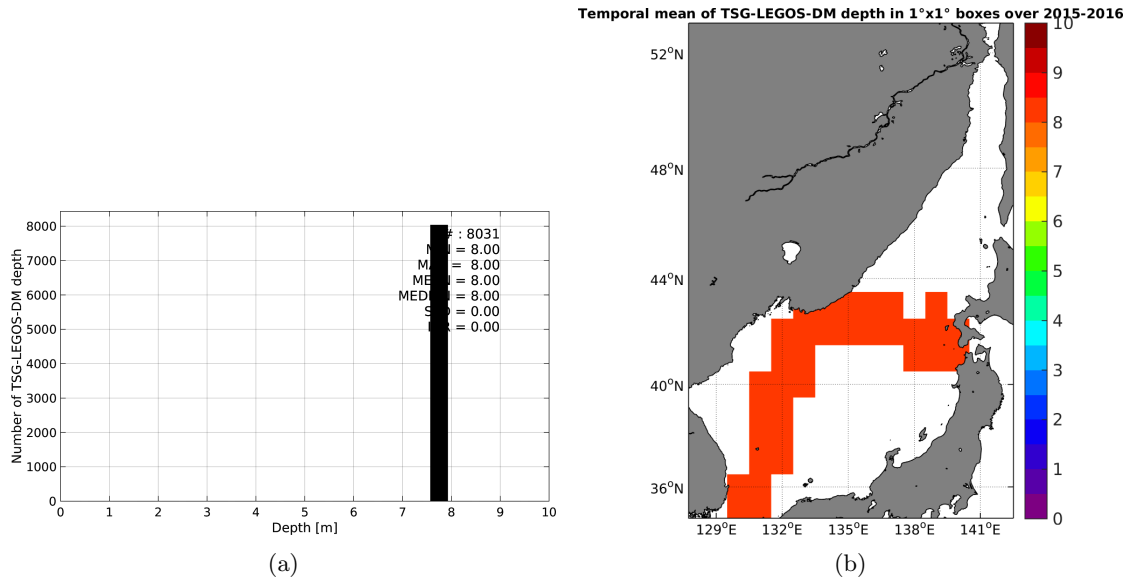 Temporal mean of TSG-LEGOS-DM depth in 1°x1° boxes over 2015-2016
Number of TSG-LEGOS-DM depth
8000
7000
6000
5000
4000
3000
2000
1000
0
# : 8031
= 8.00
= 8.00
= 8.00
= 8.00
= 0.00
= 0.00
0 1 2 3 4 5 6 7 8 9 10
Depth [m]
(a)
52°N
48°N
44°N
40°N
36°N
129°E 132°E 135°E 138°E 141°E
10
9
8
7
6
5
4
3
2
1
0
(b)